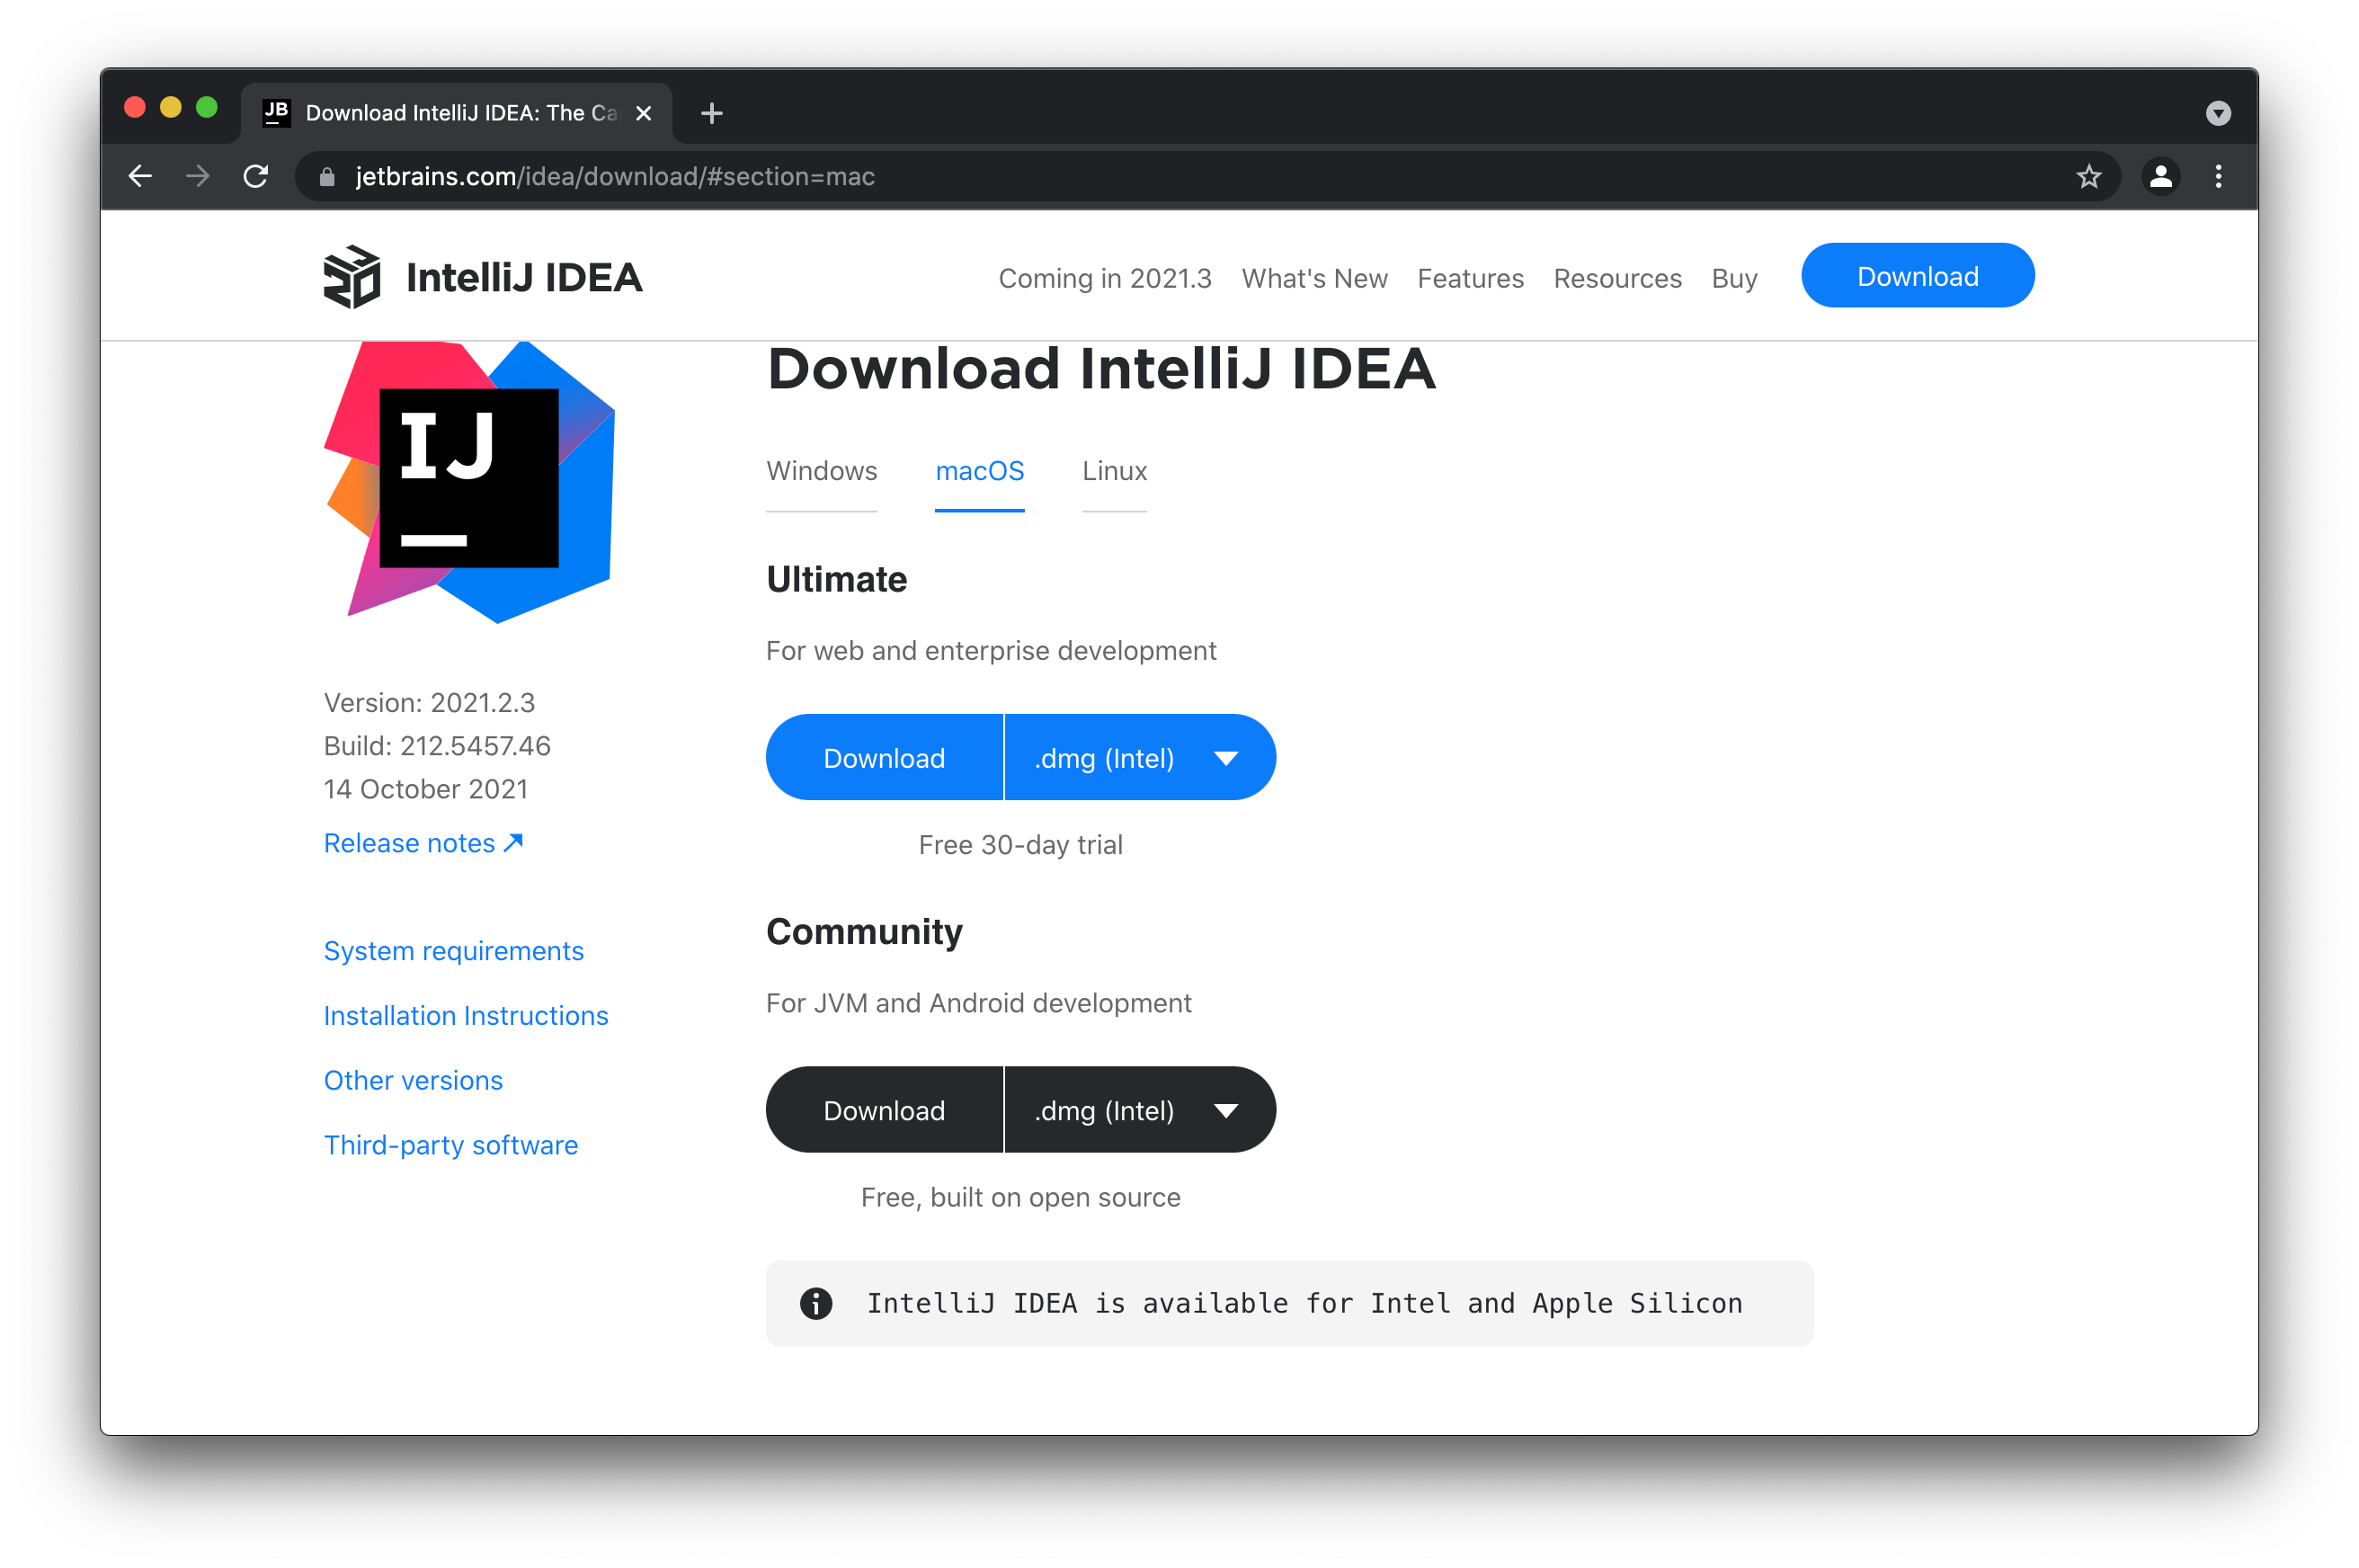 JB
Download IntelliJ IDEA: The Ca
jetbrains.com/idea/download/#section=mac
IntelliJ IDEA
Coming in 2021.3 What's New Features Resources Buy Download
IJ
Download IntelliJ IDEA
Windows macOS Linux
Ultimate
For web and enterprise development
Download .dmg (Intel)
Free 30-day trial
Version: 2021.2.3
Build: 212.5457.46
14 October 2021
Release notes
System requirements
Installation Instructions
Other versions
Third-party software
Community
For JVM and Android development
Download .dmg (Intel)
Free, built on open source
IntelliJ IDEA is available for Intel and Apple Silicon